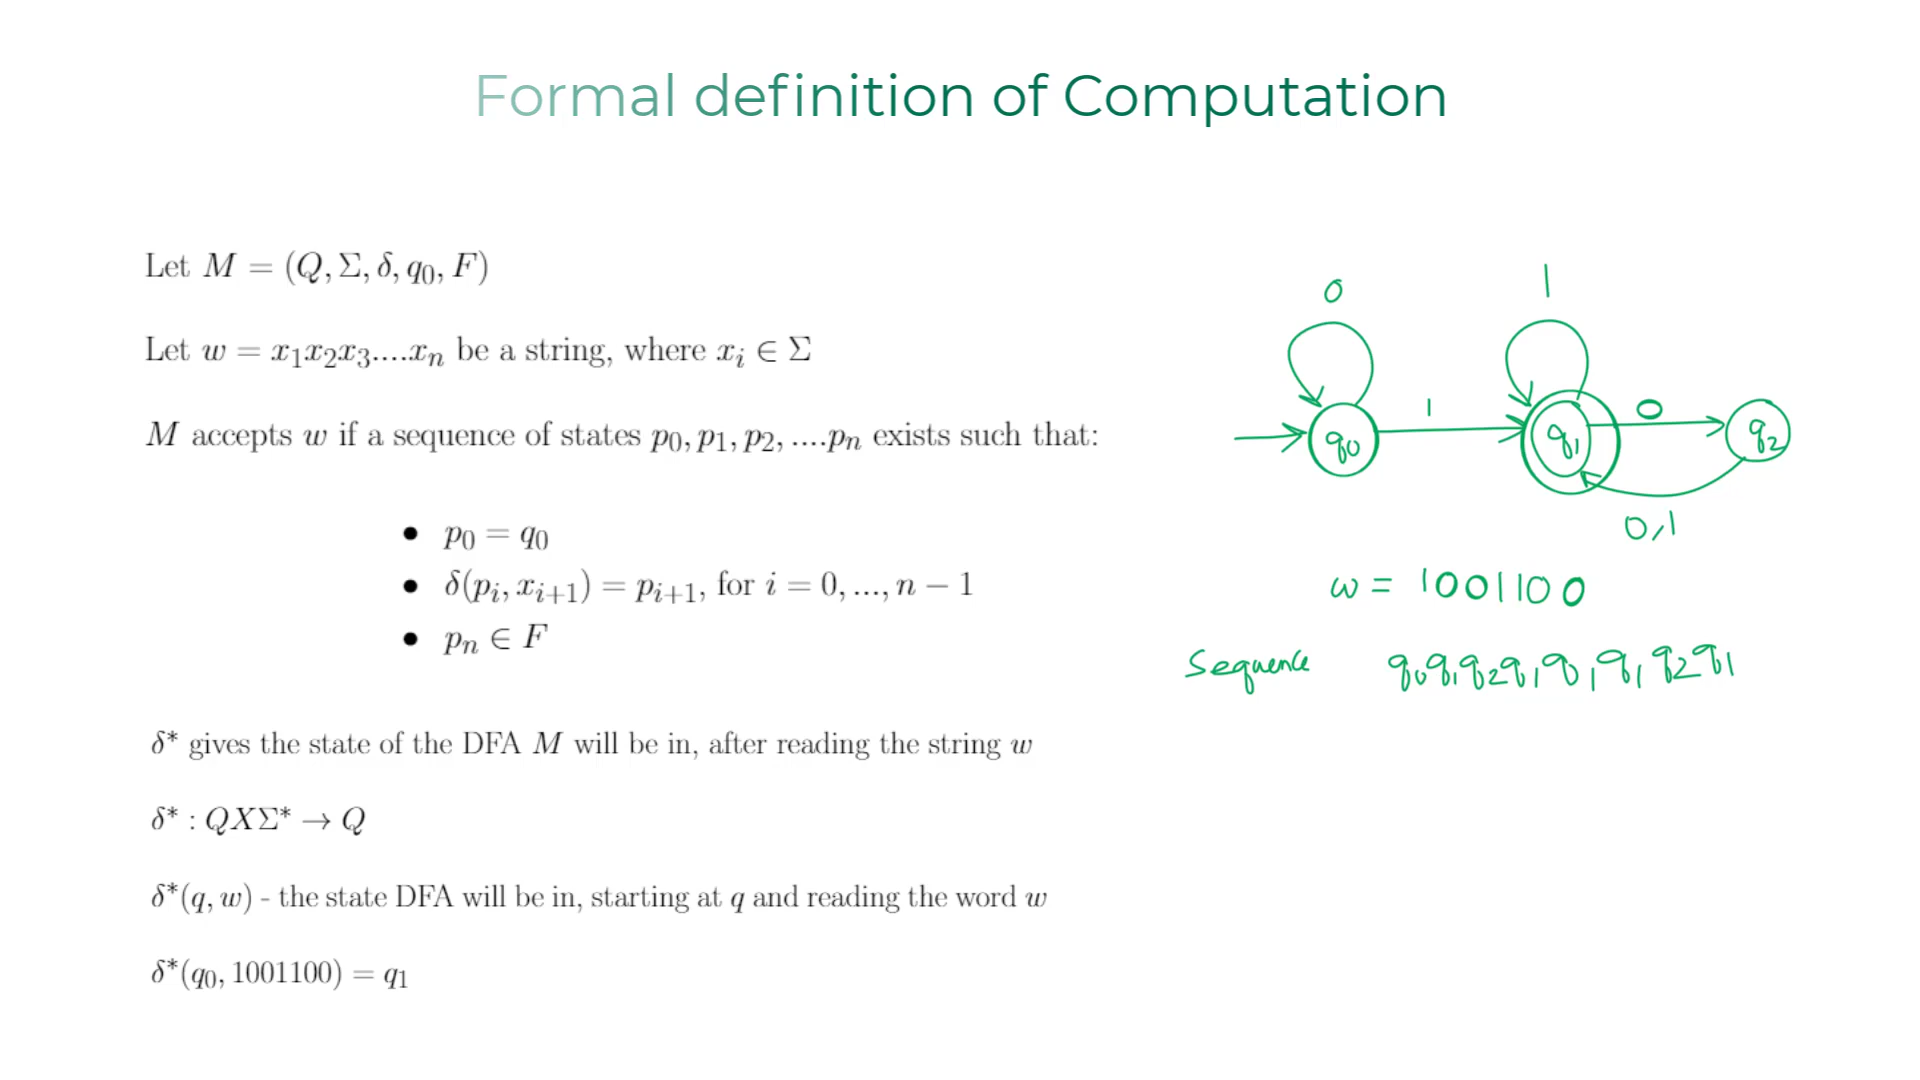 Formal definition of Computation
Let M = (Q, Σ, δ, q₀, F)
Let w = x₁x₂x₃....xₙ be a string, where xᵢ ∈ Σ
M accepts w if a sequence of states p₀, p₁, p₂, ....pₙ exists such that:
• p₀ = q₀
• δ(pᵢ, xᵢ₊₁) = pᵢ₊₁, for i = 0, ..., n − 1
• pₙ ∈ F
δ* gives the state of the DFA M will be in, after reading the string w
δ* : QXΣ* → Q
δ*(q, w) - the state DFA will be in, starting at q and reading the word w
δ*(q₀, 1001100) = q₁
0
1
1
0
q₀
q₁
q₂
0,1
w = 1001100
Sequence q₀q₁q₂q₁q₁q₁q₂q₁